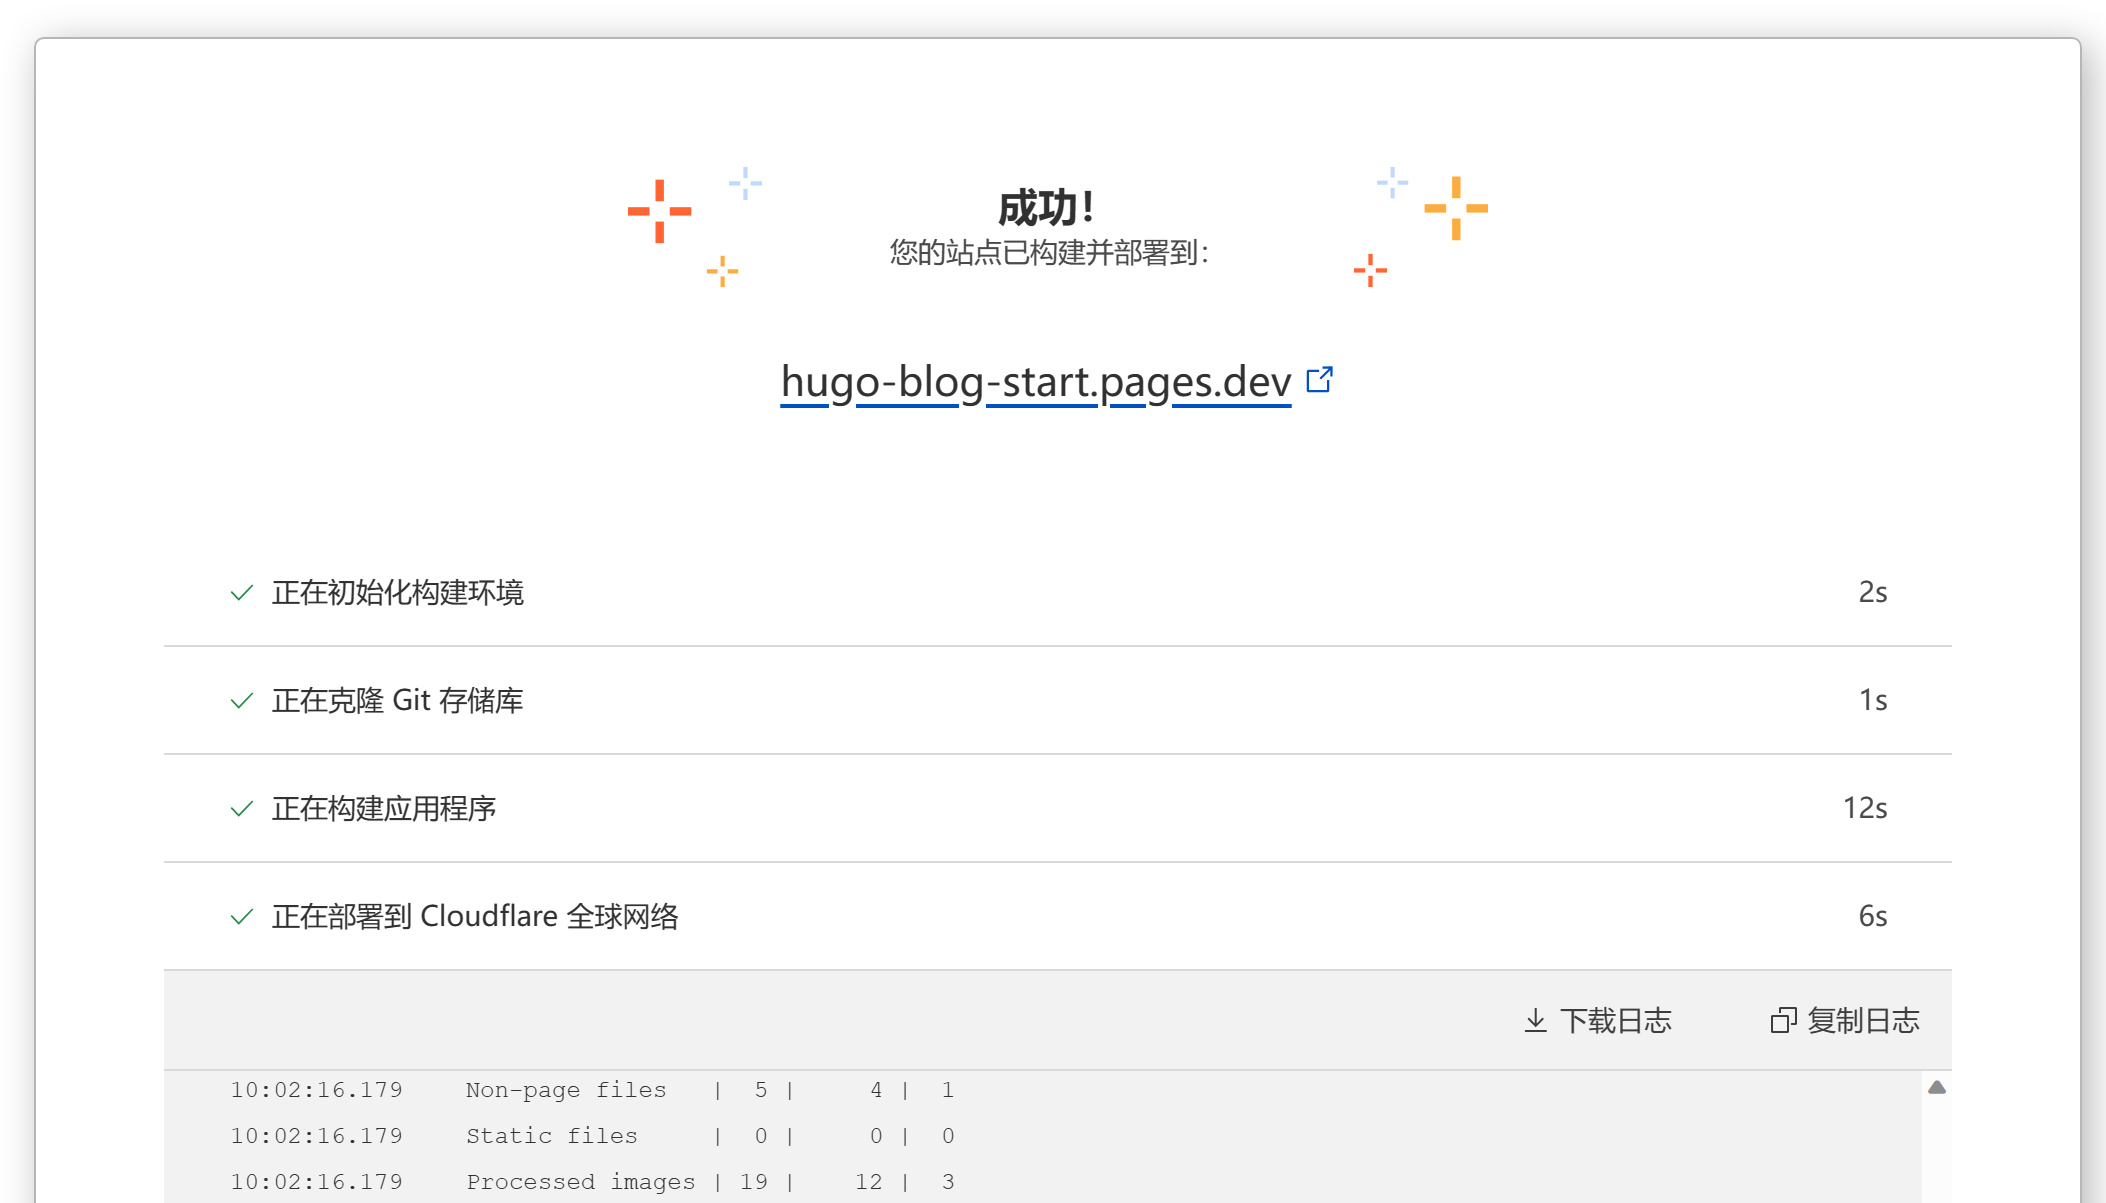 成功！
您的站点已构建并部署到：
hugo-blog-start.pages.dev
正在初始化构建环境 2s
正在克隆 Git 存储库 1s
正在构建应用程序 12s
正在部署到 Cloudflare 全球网络 6s
下载日志 复制日志
10:02:16.179 Non-page files | 5 | 4 | 1
10:02:16.179 Static files | 0 | 0 | 0
10:02:16.179 Processed images | 19 | 12 | 3